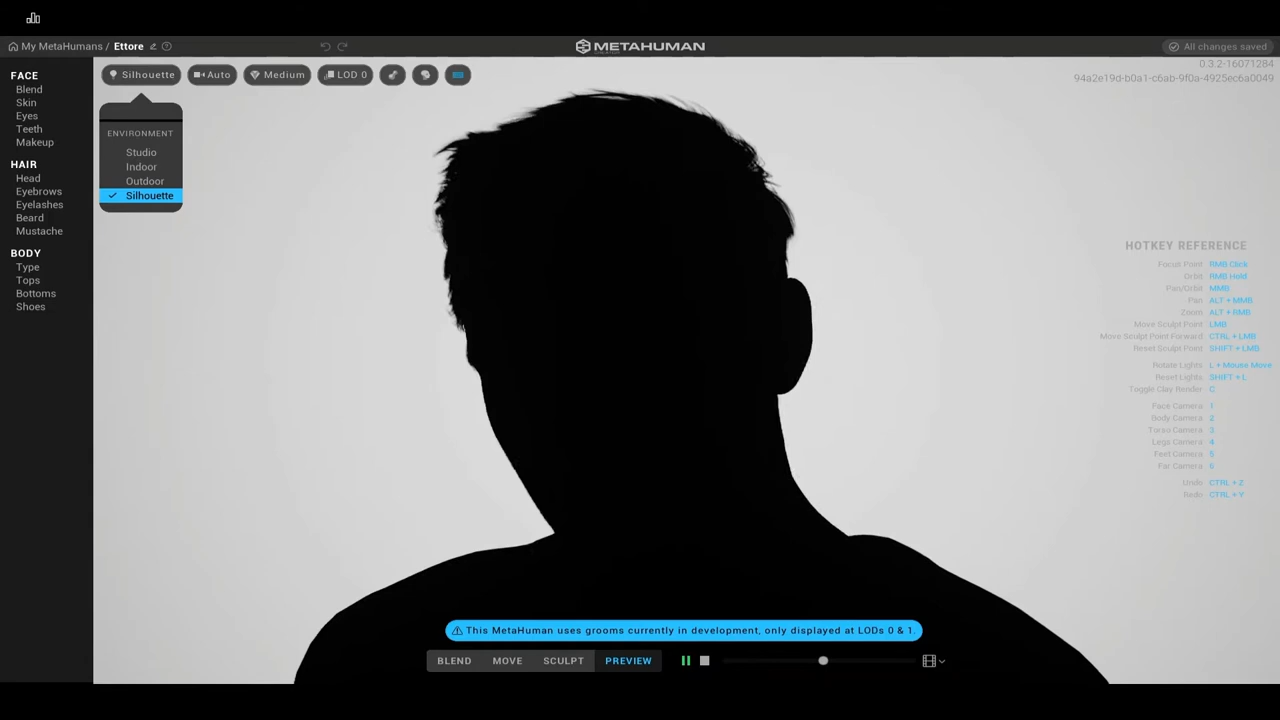 My MetaHumans / Ettore
METAHUMAN
All changes saved
0.3.2-16071284
94a2e19d-b0a1-c6ab-9f0a-4925ec6a0049
Silhouette
Auto
Medium
LOD 0
FACE
Blend
Skin
Eyes
Teeth
Makeup
HAIR
Head
Eyebrows
Eyelashes
Beard
Mustache
BODY
Type
Tops
Bottoms
Shoes
ENVIRONMENT
Studio
Indoor
Outdoor
Silhouette
HOTKEY REFERENCE
Focus Point RMB Click
Orbit RMB Hold
Pan/Orbit MMB
Pan ALT + MMB
Zoom ALT + RMB
Move Sculpt Point LMB
Move Sculpt Point Forward CTRL + LMB
Reset Sculpt Point SHIFT + LMB
Rotate Lights L + Mouse Move
Reset Lights SHIFT + L
Toggle Clay Render C
Face Camera 1
Body Camera 2
Torso Camera 3
Legs Camera 4
Feet Camera 5
Far Camera 6
Undo CTRL + Z
Redo CTRL + Y
This MetaHuman uses grooms currently in development, only displayed at LODs 0 & 1.
BLEND MOVE SCULPT PREVIEW